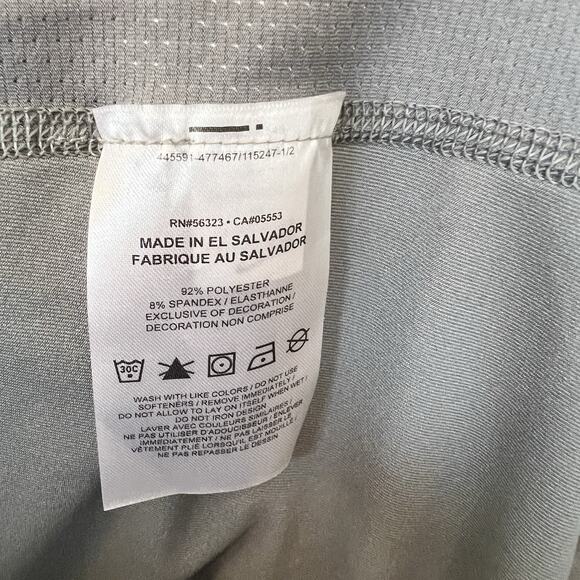 445591-477467/115247-1/2
RN#56323 • CA#05553
MADE IN EL SALVADOR
FABRIQUE AU SALVADOR
92% POLYESTER
8% SPANDEX / ELASTHANNE
EXCLUSIVE OF DECORATION /
DECORATION NON COMPRISE
30C
WASH WITH LIKE COLORS / DO NOT USE
SOFTENERS / REMOVE IMMEDIATELY /
DO NOT ALLOW TO LAY ON ITSELF WHEN WET /
DO NOT IRON DESIGN
LAVER AVEC COULEURS SIMILAIRES /
NE PAS UTILISER D'ADOUCISSEUR / ENLEVER
IMMEDIATEMENT / NE PAS LAISSER LE
VÊTEMENT PLIÉ LORSQU'IL EST MOUILLÉ /
NE PAS REPASSER LE DESSIN